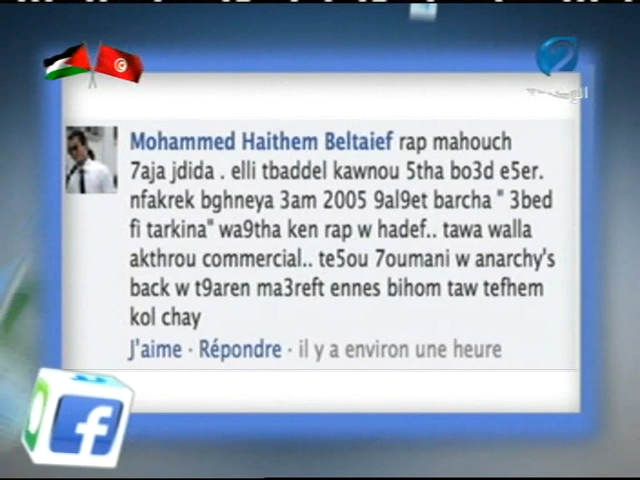 Mohammed Haithem Beltaief rap mahouch
7aja jdida . elli tbaddel kawnou 5tha bo3d e5er.
nfakrek bghneya 3am 2005 9al9et barcha " 3bed
fi tarkina" wa9tha ken rap w hadef.. tawa walla
akthrou commercial.. te5ou 7oumani w anarchy's
back w t9aren ma3reft ennes bihom taw tefhem
kol chay
J'aime · Répondre · il y a environ une heure